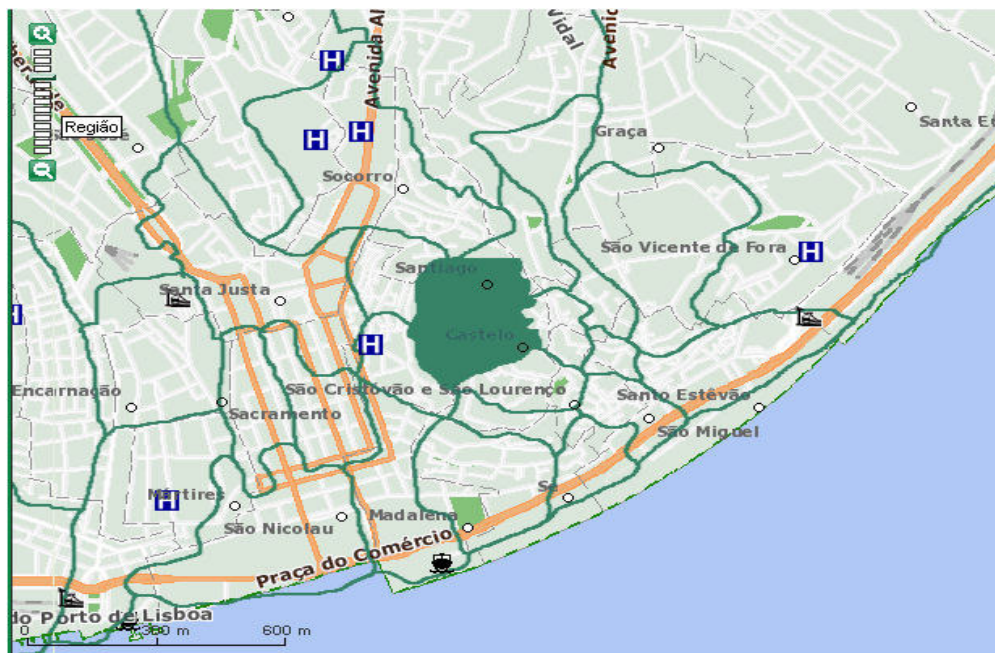 Avenida Al
Vidal
Avenio
Região
Graça
Santa E
Socorro
São Vicente de Fora
H
H
H
H
H
H
H
Santiago
Santa Justa
Castelo
Encarnação
São Cristóvão e São Lourenço
Santo Estêvão
Sacramento
São Miguel
Mártires
Sé
São Nicolau
Madalena
Praça do Comércio
do Porto de Lisboa
0
300 m
600 m